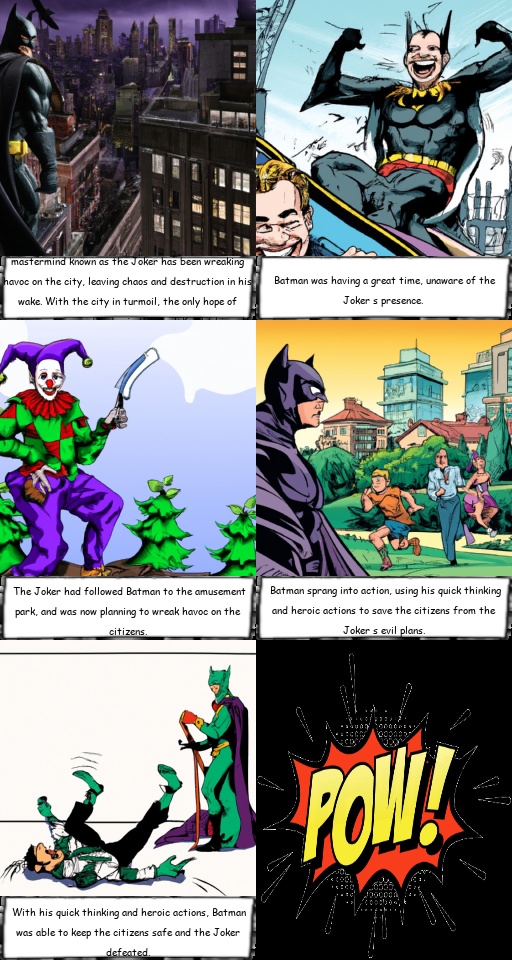 mastermind known as the Joker has been wreaking
havoc on the city, leaving chaos and destruction in his
wake. With the city in turmoil, the only hope of
Batman was having a great time, unaware of the
Joker s presence.
The Joker had followed Batman to the amusement
park, and was now planning to wreak havoc on the
citizens.
Batman sprang into action, using his quick thinking
and heroic actions to save the citizens from the
Joker s evil plans.
With his quick thinking and heroic actions, Batman
was able to keep the citizens safe and the Joker
defeated.
POW!